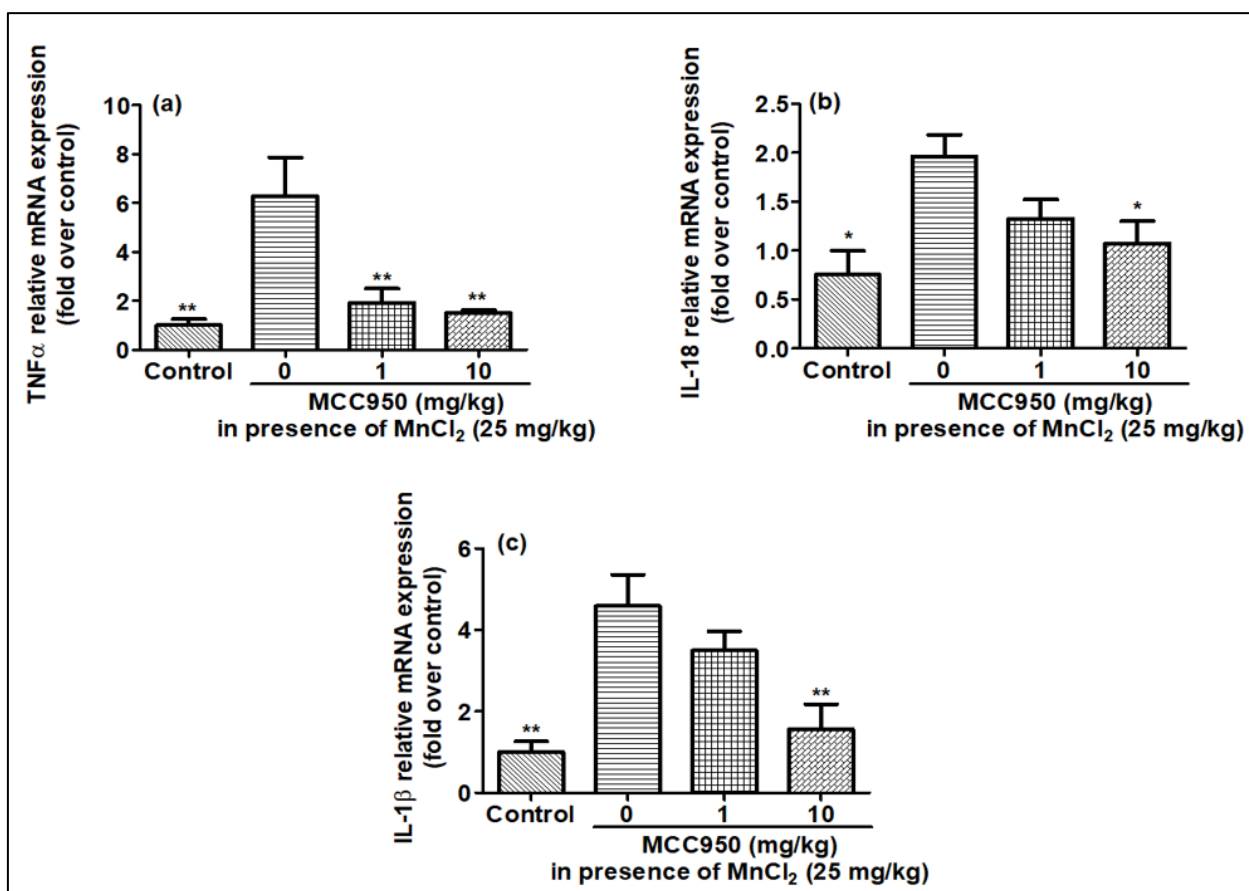 TNFα relative mRNA expression
(fold over control)
(a)
10
8
6
4
2
0
**
**
**
Control
0
1
10
MCC950 (mg/kg)
in presence of MnCl₂ (25 mg/kg)
IL-18 relative mRNA expression
(fold over control)
(b)
2.5
2.0
1.5
1.0
0.5
0.0
*
*
Control
0
1
10
MCC950 (mg/kg)
in presence of MnCl₂ (25 mg/kg)
IL-1β relative mRNA expression
(fold over control)
(c)
6
4
2
0
**
**
Control
0
1
10
MCC950 (mg/kg)
in presence of MnCl₂ (25 mg/kg)